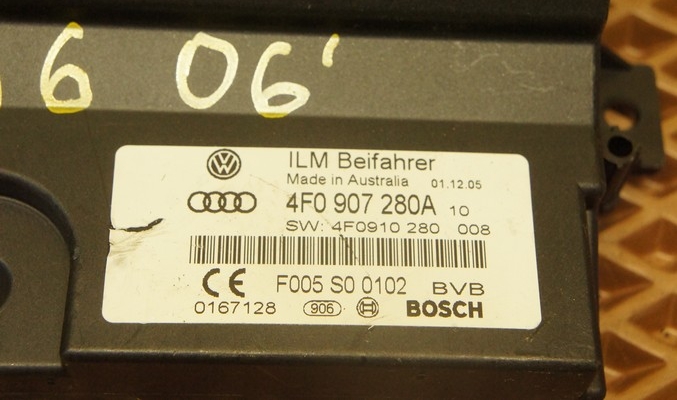 6 06'
ILM Beifahrer
Made in Australia 01.12.05
4F0 907 280A 10
SW: 4F0910 280 008
CE F005 S0 0102 BVB
0167128 906 BOSCH